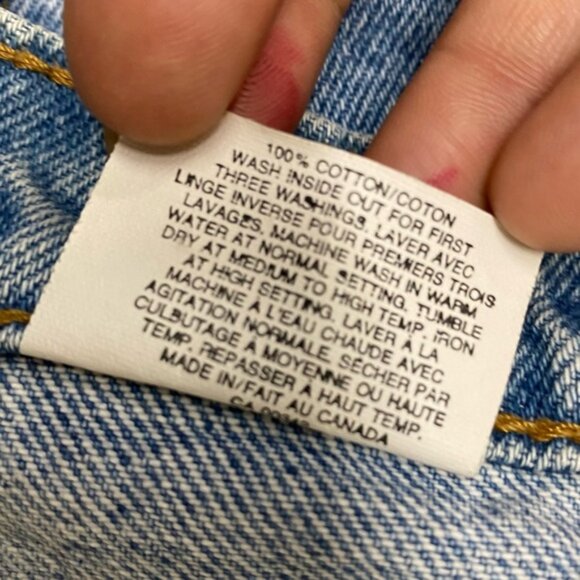 100% COTTON/COTON
WASH INSIDE OUT FOR FIRST
THREE WASHINGS. LAVER AVEC
LINGE INVERSE POUR PREMIERS TROIS
LAVAGES. MACHINE WASH IN WARM
WATER AT NORMAL SETTING. TUMBLE
DRY AT MEDIUM TO HIGH TEMP. IRON
AT HIGH SETTING. LAVER À LA
MACHINE À L'EAU CHAUDE AVEC
AGITATION NORMALE. SÉCHER PAR
CULBUTAGE À MOYENNE OU HAUTE
TEMP. REPASSER À HAUT TEMP.
MADE IN/FAIT AU CANADA
CA